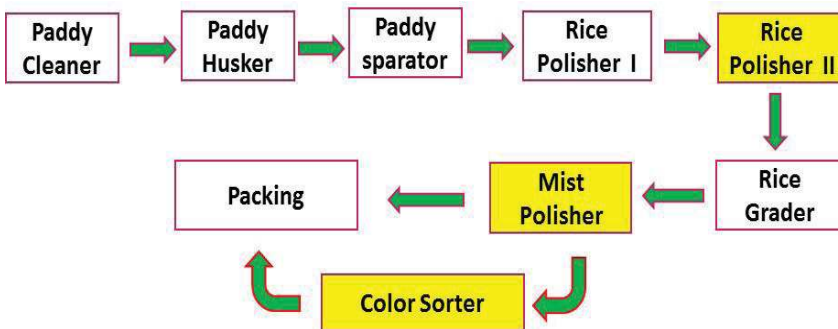 Paddy
Cleaner
Paddy
Husker
Paddy
sparator
Rice
Polisher I
Rice
Polisher II
Rice
Grader
Mist
Polisher
Packing
Color Sorter